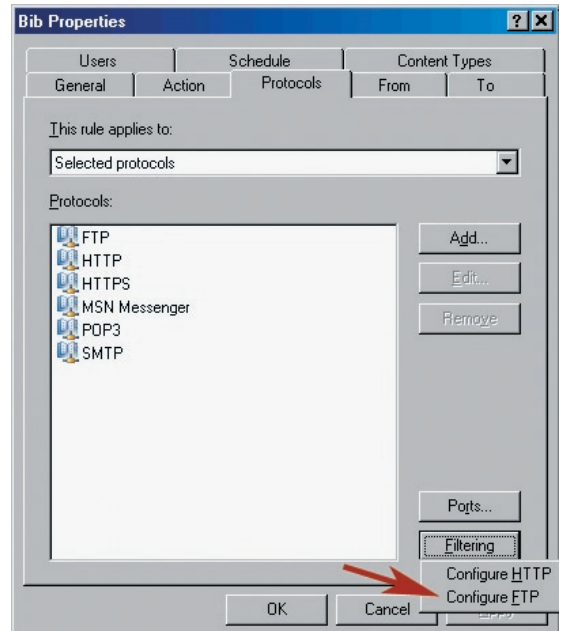 Bib Properties
Users Schedule Content Types
General Action Protocols From To
This rule applies to:
Selected protocols
Protocols:
FTP
HTTP
HTTPS
MSN Messenger
POP3
SMTP
Add...
Edit...
Remove
Ports...
Filtering
Configure HTTP
Configure FTP
OK Cancel